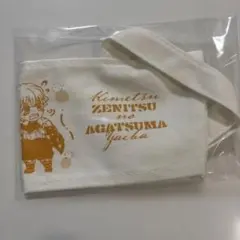 Kimetsu
ZENITSU
no
AGATSUMA
Yaiba